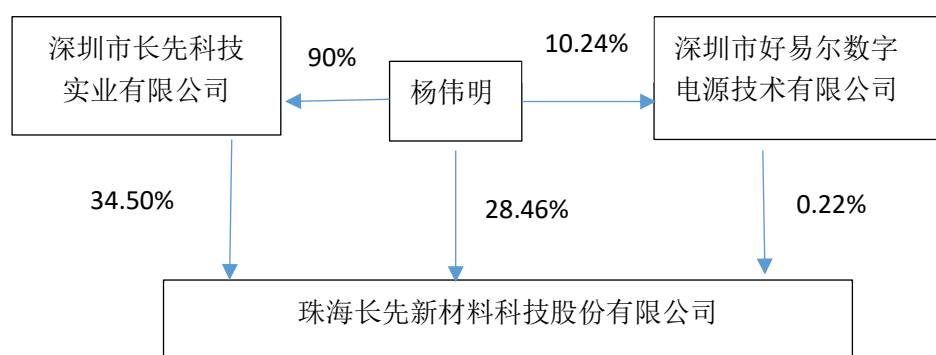 深圳市长先科技
实业有限公司
90%
杨伟明
10.24%
深圳市好易尔数字
电源技术有限公司
34.50%
28.46%
0.22%
珠海长先新材料科技股份有限公司